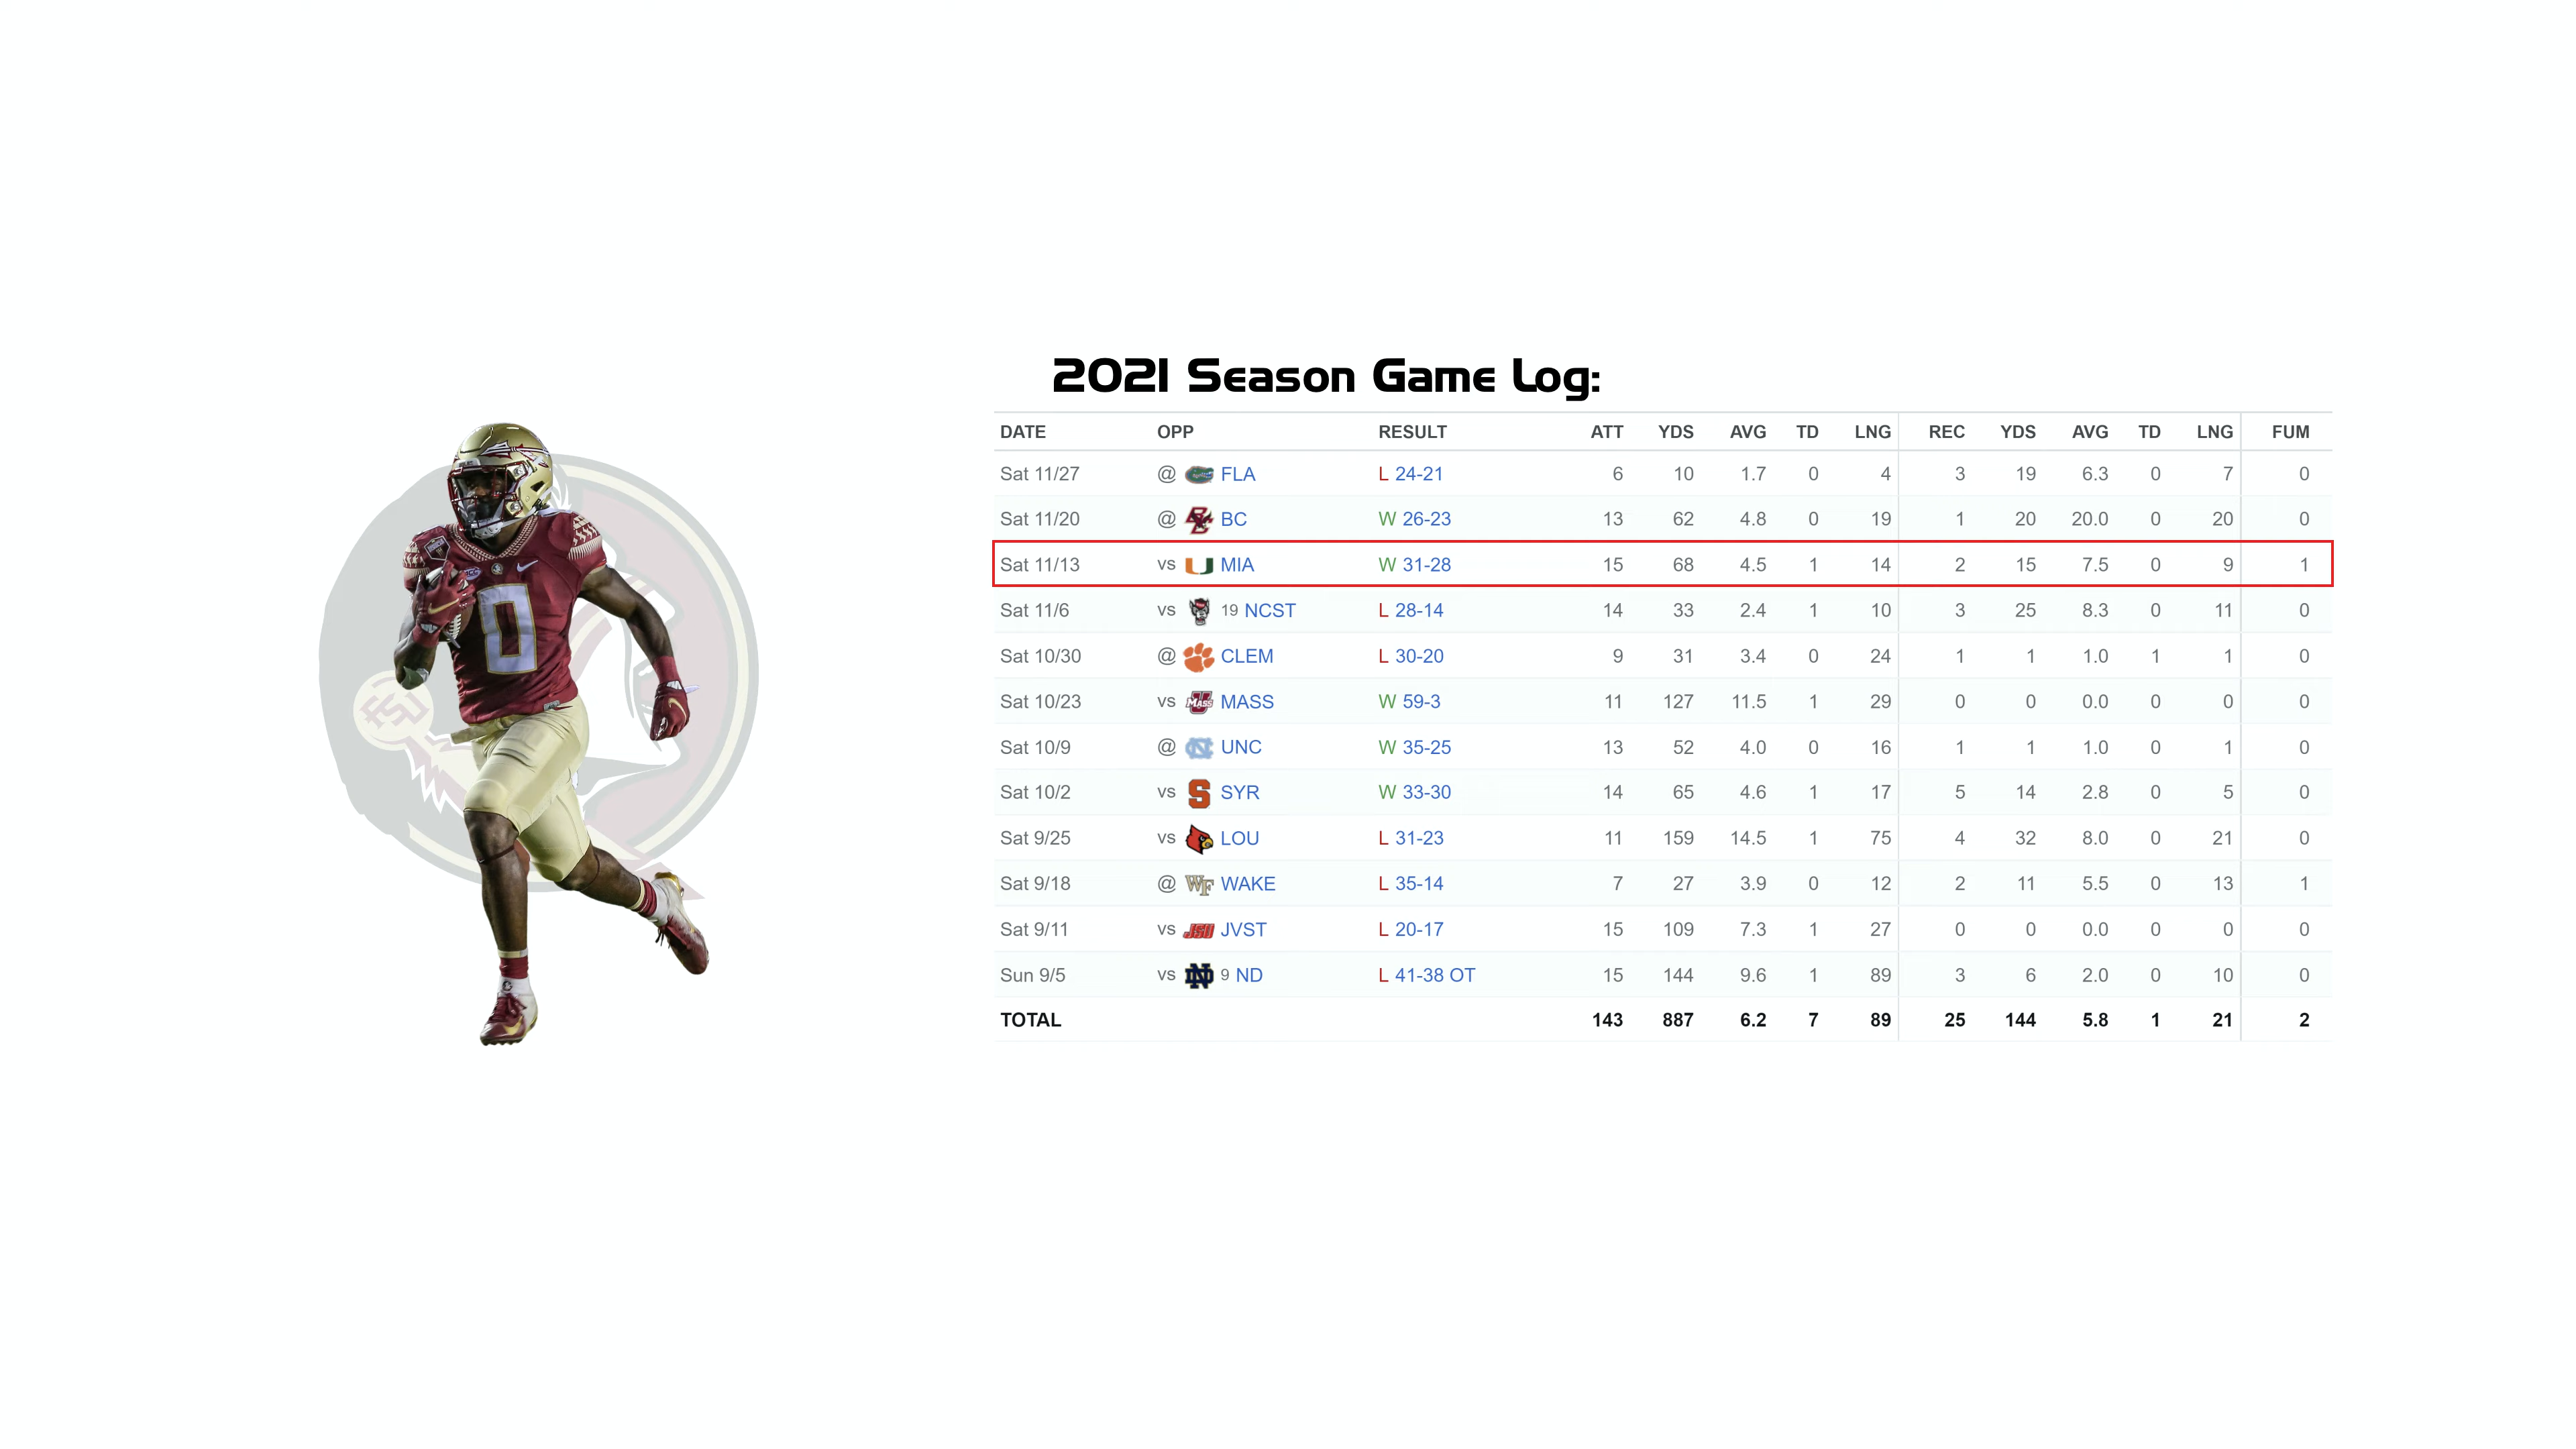 2021 Season Game Log:
DATE OPP RESULT ATT YDS AVG TD LNG REC YDS AVG TD LNG FUM
Sat 11/27 @ FLA L 24-21 6 10 1.7 0 4 3 19 6.3 0 7 0
Sat 11/20 @ BC W 26-23 13 62 4.8 0 19 1 20 20.0 0 20 0
Sat 11/13 vs MIA W 31-28 15 68 4.5 1 14 2 15 7.5 0 9 1
Sat 11/6 vs 19 NCST L 28-14 14 33 2.4 1 10 3 25 8.3 0 11 0
Sat 10/30 @ CLEM L 30-20 9 31 3.4 0 24 1 1 1.0 1 1 0
Sat 10/23 vs MASS W 59-3 11 127 11.5 1 29 0 0 0.0 0 0 0
Sat 10/9 @ UNC W 35-25 13 52 4.0 0 16 1 1 1.0 0 1 0
Sat 10/2 vs SYR W 33-30 14 65 4.6 1 17 5 14 2.8 0 5 0
Sat 9/25 vs LOU L 31-23 11 159 14.5 1 75 4 32 8.0 0 21 0
Sat 9/18 @ WAKE L 35-14 7 27 3.9 0 12 2 11 5.5 0 13 1
Sat 9/11 vs JVST L 20-17 15 109 7.3 1 27 0 0 0.0 0 0 0
Sun 9/5 vs 9 ND L 41-38 OT 15 144 9.6 1 89 3 6 2.0 0 10 0
TOTAL 143 887 6.2 7 89 25 144 5.8 1 21 2
0
FSU